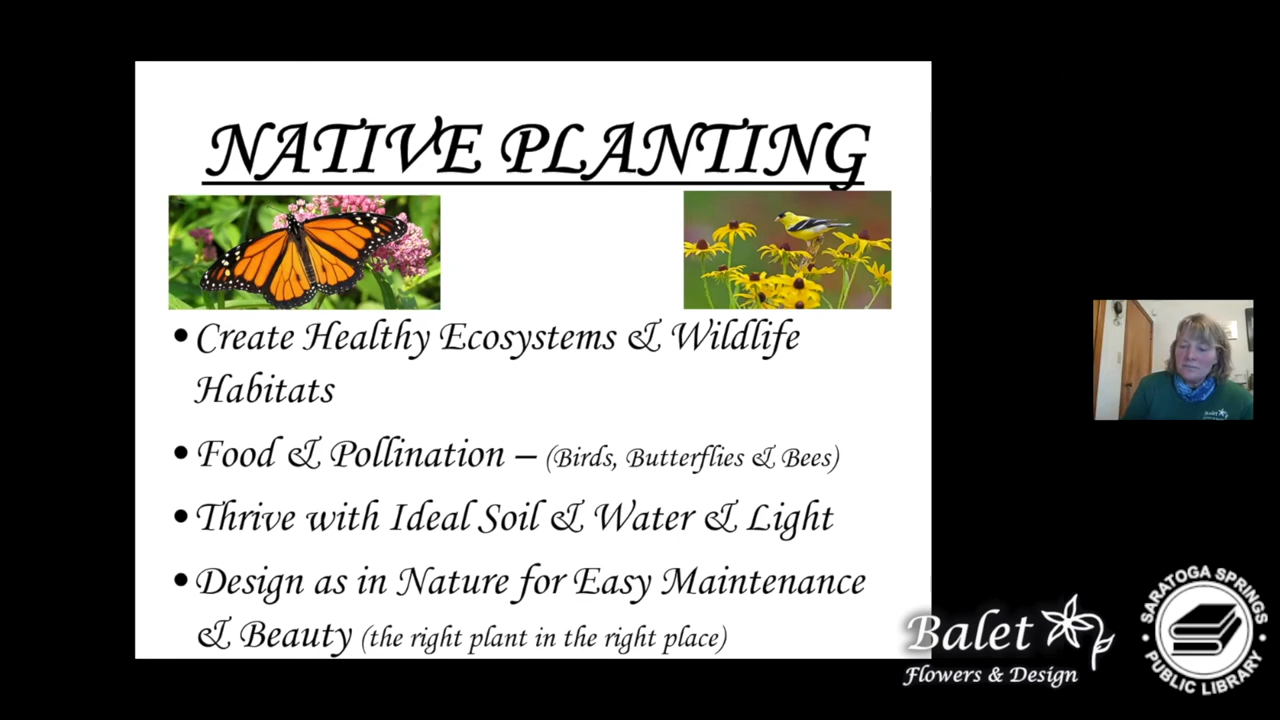 NATIVE PLANTING
• Create Healthy Ecosystems & Wildlife
Habitats
• Food & Pollination – (Birds, Butterflies & Bees)
• Thrive with Ideal Soil & Water & Light
• Design as in Nature for Easy Maintenance
& Beauty (the right plant in the right place)
Balet
Balet
Flowers & Design
SARATOGA SPRINGS
PUBLIC LIBRARY